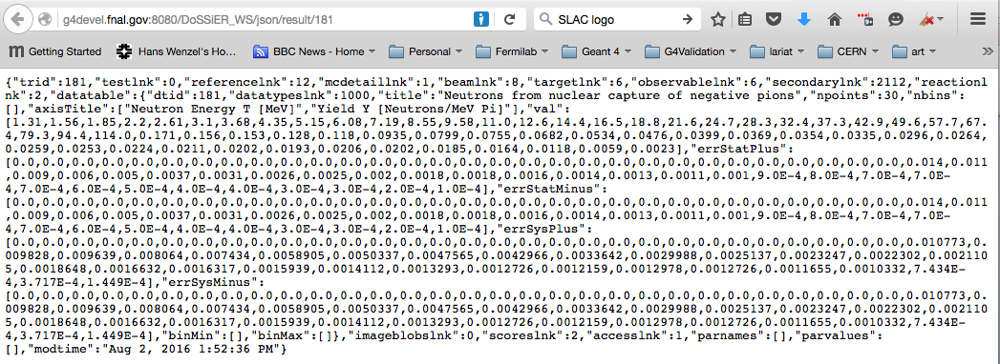 g4devel.fnal.gov:8080/DoSSiER_WS/json/result/181
SLAC logo
Getting Started Hans Wenzel's Ho... BBC News - Home Personal Fermilab Geant 4 G4Validation lariat CERN art
{"trid":181,"testlnk":0,"referencelnk":12,"mcdetaillnk":1,"beamlnk":8,"targetlnk":6,"observablelnk":6,"secondarylnk":2112,"reactionl
nk":2,"datatable":{"dtid":181,"datatypeslnk":1000,"title":"Neutrons from nuclear capture of negative pions","npoints":30,"nbins":
[],"axisTitle":["Neutron Energy T [MeV]","Yield Y [Neutrons/MeV Pi]"],"val":
[1.31,1.56,1.85,2.2,2.61,3.1,3.68,4.35,5.15,6.08,7.19,8.55,9.58,11.0,12.6,14.4,16.5,18.8,21.6,24.7,28.3,32.4,37.3,42.9,49.6,57.7,67.
4,79.3,94.4,114.0,0.171,0.156,0.153,0.128,0.118,0.0935,0.0799,0.0755,0.0682,0.0534,0.0476,0.0399,0.0369,0.0354,0.0335,0.0296,0.0264,
0.0259,0.0253,0.0224,0.0211,0.0202,0.0193,0.0206,0.0202,0.0185,0.0164,0.0118,0.0059,0.0023],"errStatPlus":
[0.0,0.0,0.0,0.0,0.0,0.0,0.0,0.0,0.0,0.0,0.0,0.0,0.0,0.0,0.0,0.0,0.0,0.0,0.0,0.0,0.0,0.0,0.0,0.0,0.0,0.0,0.0,0.0,0.0,0.0,0.014,0.011
,0.009,0.006,0.005,0.0037,0.0031,0.0026,0.0025,0.002,0.0018,0.0018,0.0016,0.0014,0.0013,0.0011,0.001,9.0E-4,8.0E-4,7.0E-4,7.0E-
4,7.0E-4,6.0E-4,5.0E-4,4.0E-4,4.0E-4,3.0E-4,3.0E-4,2.0E-4,1.0E-4],"errStatMinus":
[0.0,0.0,0.0,0.0,0.0,0.0,0.0,0.0,0.0,0.0,0.0,0.0,0.0,0.0,0.0,0.0,0.0,0.0,0.0,0.0,0.0,0.0,0.0,0.0,0.0,0.0,0.0,0.0,0.0,0.0,0.014,0.011
,0.009,0.006,0.005,0.0037,0.0031,0.0026,0.0025,0.002,0.0018,0.0018,0.0016,0.0014,0.0013,0.0011,0.001,9.0E-4,8.0E-4,7.0E-4,7.0E-
4,7.0E-4,6.0E-4,5.0E-4,4.0E-4,4.0E-4,3.0E-4,3.0E-4,2.0E-4,1.0E-4],"errSysPlus":
[0.0,0.0,0.0,0.0,0.0,0.0,0.0,0.0,0.0,0.0,0.0,0.0,0.0,0.0,0.0,0.0,0.0,0.0,0.0,0.0,0.0,0.0,0.0,0.0,0.0,0.0,0.0,0.0,0.0,0.0,0.010773,0.
009828,0.009639,0.008064,0.007434,0.0058905,0.0050337,0.0047565,0.0042966,0.0033642,0.0029988,0.0025137,0.0023247,0.0022302,0.002110
5,0.0018648,0.0016632,0.0016317,0.0015939,0.0014112,0.0013293,0.0012726,0.0012159,0.0012978,0.0012726,0.0011655,0.0010332,7.434E-
4,3.717E-4,1.449E-4],"errSysMinus":
[0.0,0.0,0.0,0.0,0.0,0.0,0.0,0.0,0.0,0.0,0.0,0.0,0.0,0.0,0.0,0.0,0.0,0.0,0.0,0.0,0.0,0.0,0.0,0.0,0.0,0.0,0.0,0.0,0.0,0.0,0.010773,0.
009828,0.009639,0.008064,0.007434,0.0058905,0.0050337,0.0047565,0.0042966,0.0033642,0.0029988,0.0025137,0.0023247,0.0022302,0.002110
5,0.0018648,0.0016632,0.0016317,0.0015939,0.0014112,0.0013293,0.0012726,0.0012159,0.0012978,0.0012726,0.0011655,0.0010332,7.434E-
4,3.717E-4,1.449E-4],"binMin":[],"binMax":[]},"imageblobslnk":0,"scoreslnk":2,"accesslnk":1,"parnames":[],"parvalues":
[],"modtime":"Aug 2, 2016 1:52:36 PM"}